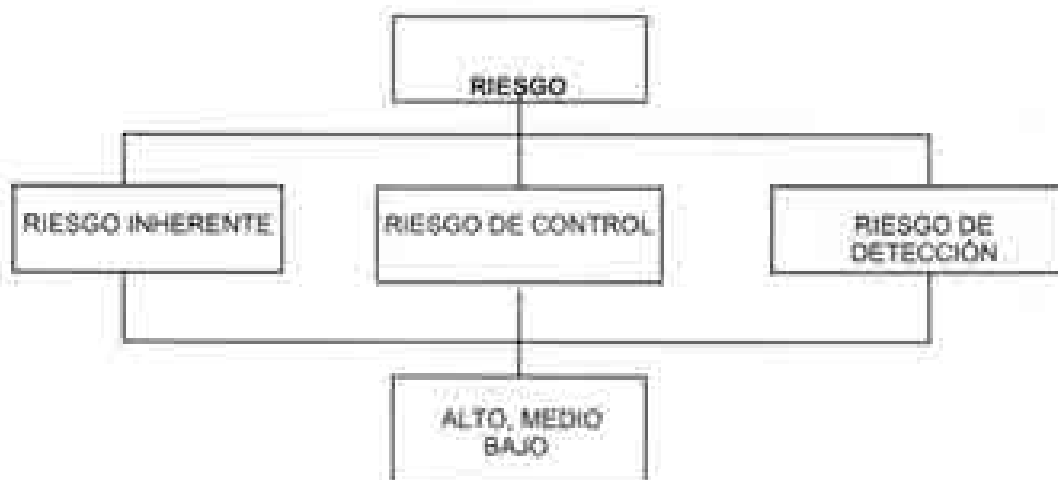 RIESGO
RIESGO INHERENTE
RIESGO DE CONTROL
RIESGO DE
DETECCIÓN
ALTO, MEDIO
BAJO